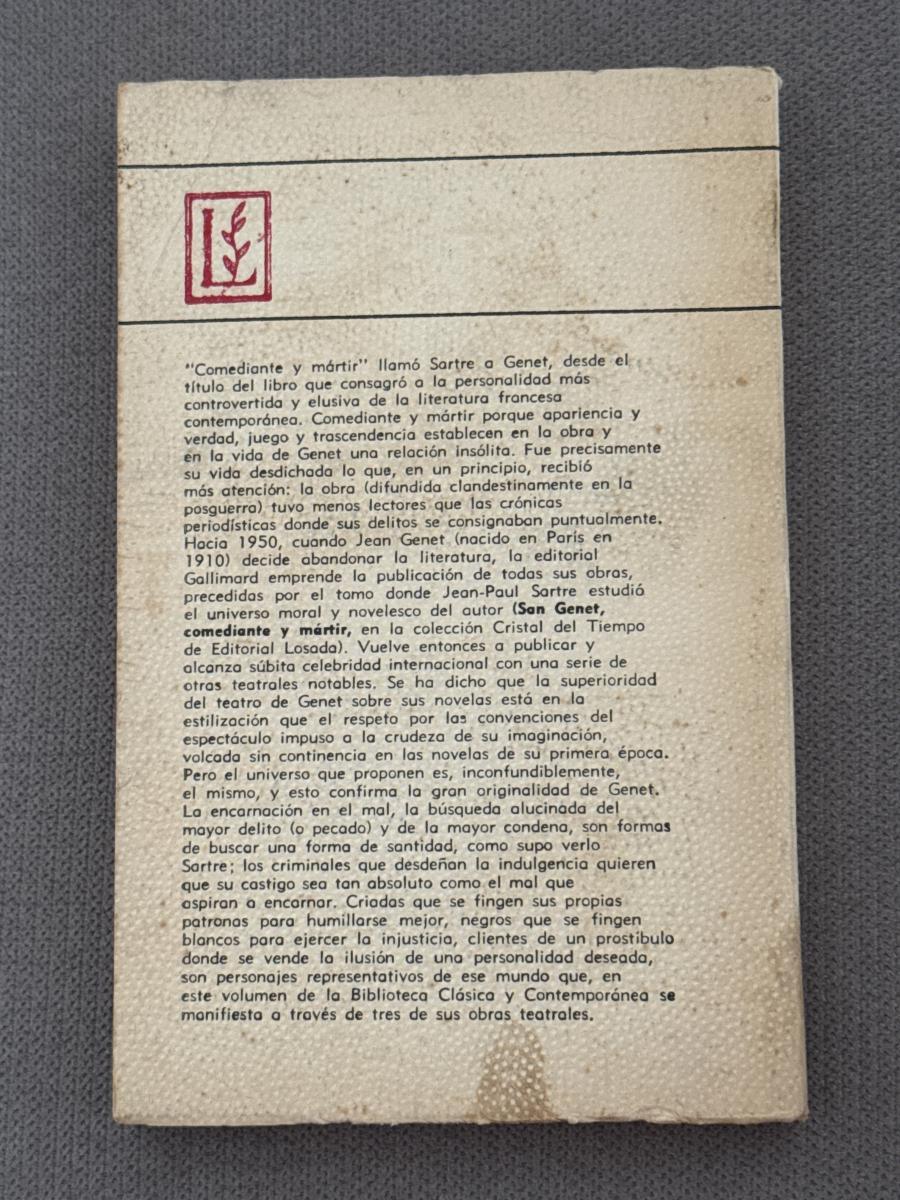 L
"Comediante y mártir" llamó Sartre a Genet, desde el
título del libro que consagró a la personalidad más
controvertida y elusiva de la literatura francesa
contemporánea. Comediante y mártir porque apariencia y
verdad, juego y trascendencia establecen en la obra y
en la vida de Genet una relación insólita. Fue precisamente
su vida desdichada lo que, en un principio, recibió
más atención: la obra (difundida clandestinamente en la
posguerra) tuvo menos lectores que las crónicas
periodísticas donde sus delitos se consignaban puntualmente.
Hacia 1950, cuando Jean Genet (nacido en París en
1910) decide abandonar la literatura, la editorial
Gallimard emprende la publicación de todas sus obras,
precedidas por el tomo donde Jean-Paul Sartre estudió
el universo moral y novelesco del autor (San Genet,
comediante y mártir, en la colección Cristal del Tiempo
de Editorial Losada). Vuelve entonces a publicar y
alcanza súbita celebridad internacional con una serie de
otras teatrales notables. Se ha dicho que la superioridad
del teatro de Genet sobre sus novelas está en la
estilización que el respeto por las convenciones del
espectáculo impuso a la crudeza de su imaginación,
volcada sin continencia en las novelas de su primera época.
Pero el universo que proponen es, inconfundiblemente,
el mismo, y esto confirma la gran originalidad de Genet.
La encarnación en el mal, la búsqueda alucinada del
mayor delito (o pecado) y de la mayor condena, son formas
de buscar una forma de santidad, como supo verlo
Sartre; los criminales que desdeñan la indulgencia quieren
que su castigo sea tan absoluto como el mal que
aspiran a encarnar. Criadas que se fingen sus propias
patronas para humillarse mejor, negros que se fingen
blancos para ejercer la injusticia, clientes de un prostíbulo
donde se vende la ilusión de una personalidad deseada,
son personajes representativos de ese mundo que, en
este volumen de la Biblioteca Clásica y Contemporánea se
manifiesta a través de tres de sus obras teatrales.